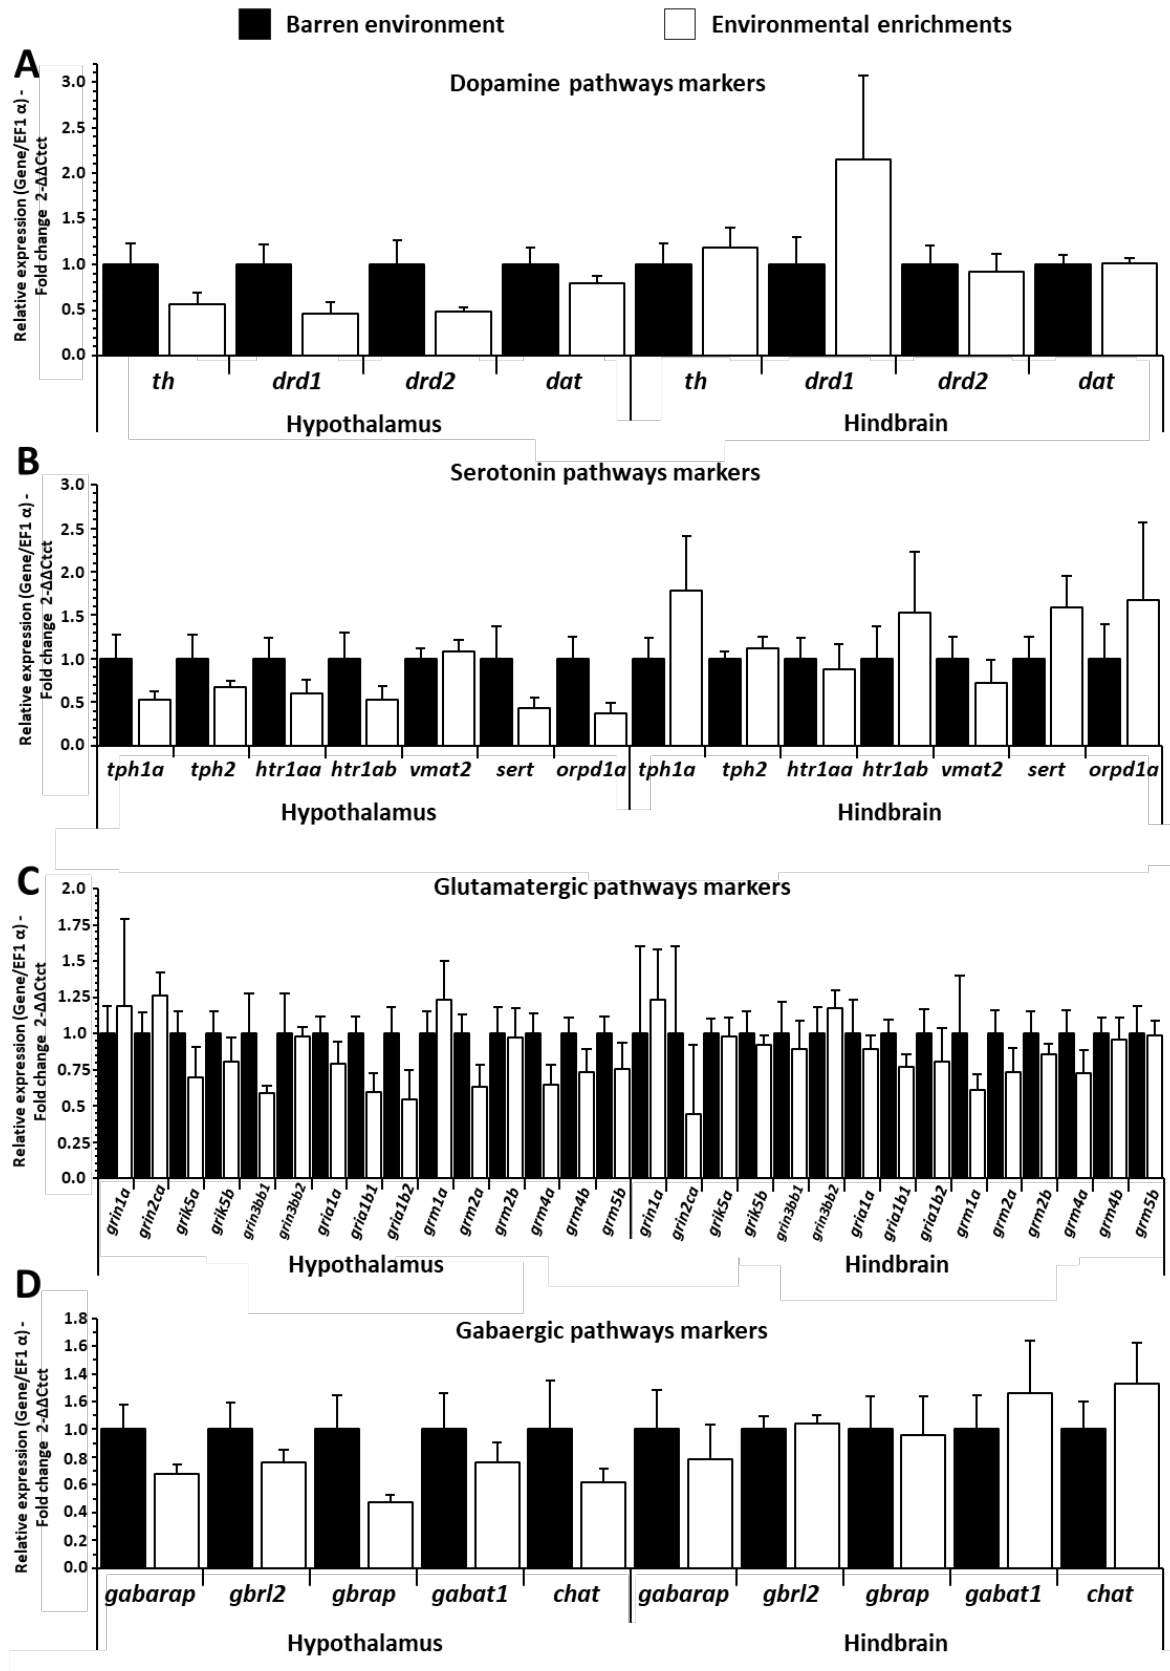 Barren environment Environmental enrichments
A
Dopamine pathways markers
Relative expression (Gene/EF1 α) -
Fold change 2-ΔΔCtct
3.0
2.5
2.0
1.5
1.0
0.5
0.0
th drd1 drd2 dat th drd1 drd2 dat
Hypothalamus Hindbrain
B
Serotonin pathways markers
Relative expression (Gene/EF1 α) -
Fold change 2-ΔΔCtct
3.0
2.5
2.0
1.5
1.0
0.5
0.0
tph1a tph2 htr1aa htr1ab vmat2 sert orpd1a tph1a tph2 htr1aa htr1ab vmat2 sert orpd1a
Hypothalamus Hindbrain
C
Glutamatergic pathways markers
Relative expression (Gene/EF1 α) -
Fold change 2-ΔΔCtct
2.0
1.75
1.5
1.25
1.0
0.75
0.5
0.25
0.0
grin1a grin2ca grik5a grik5b grin3bb1 grin3bb2 gria1a gria1b1 gria1b2 grm1a grm2a grm2b grm4a grm4b grm5b grin1a grin2ca grik5a grik5b grin3bb1 grin3bb2 gria1a gria1b1 gria1b2 grm1a grm2a grm2b grm4a grm4b grm5b
Hypothalamus Hindbrain
D
Gabaergic pathways markers
Relative expression (Gene/EF1 α) -
Fold change 2-ΔΔCtct
1.8
1.6
1.4
1.6
1.0
0.8
0.6
0.4
0.2
0.0
gabarap gbrl2 gbrap gabat1 chat gabarap gbrl2 gbrap gabat1 chat
Hypothalamus Hindbrain